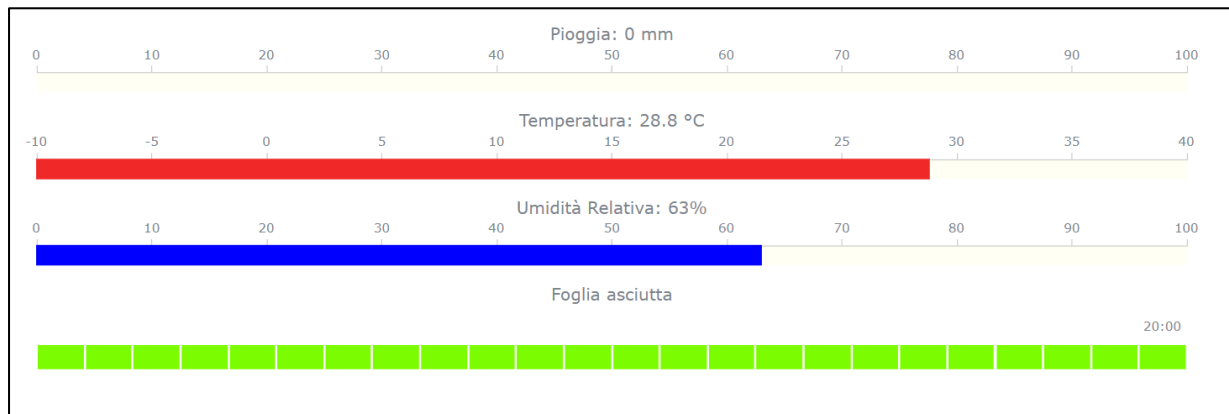 Pioggia: 0 mm
0 10 20 30 40 50 60 70 80 90 100
Temperatura: 28.8 °C
-10 -5 0 5 10 15 20 25 30 35 40
Umidità Relativa: 63%
0 10 20 30 40 50 60 70 80 90 100
Foglia asciutta
20:00